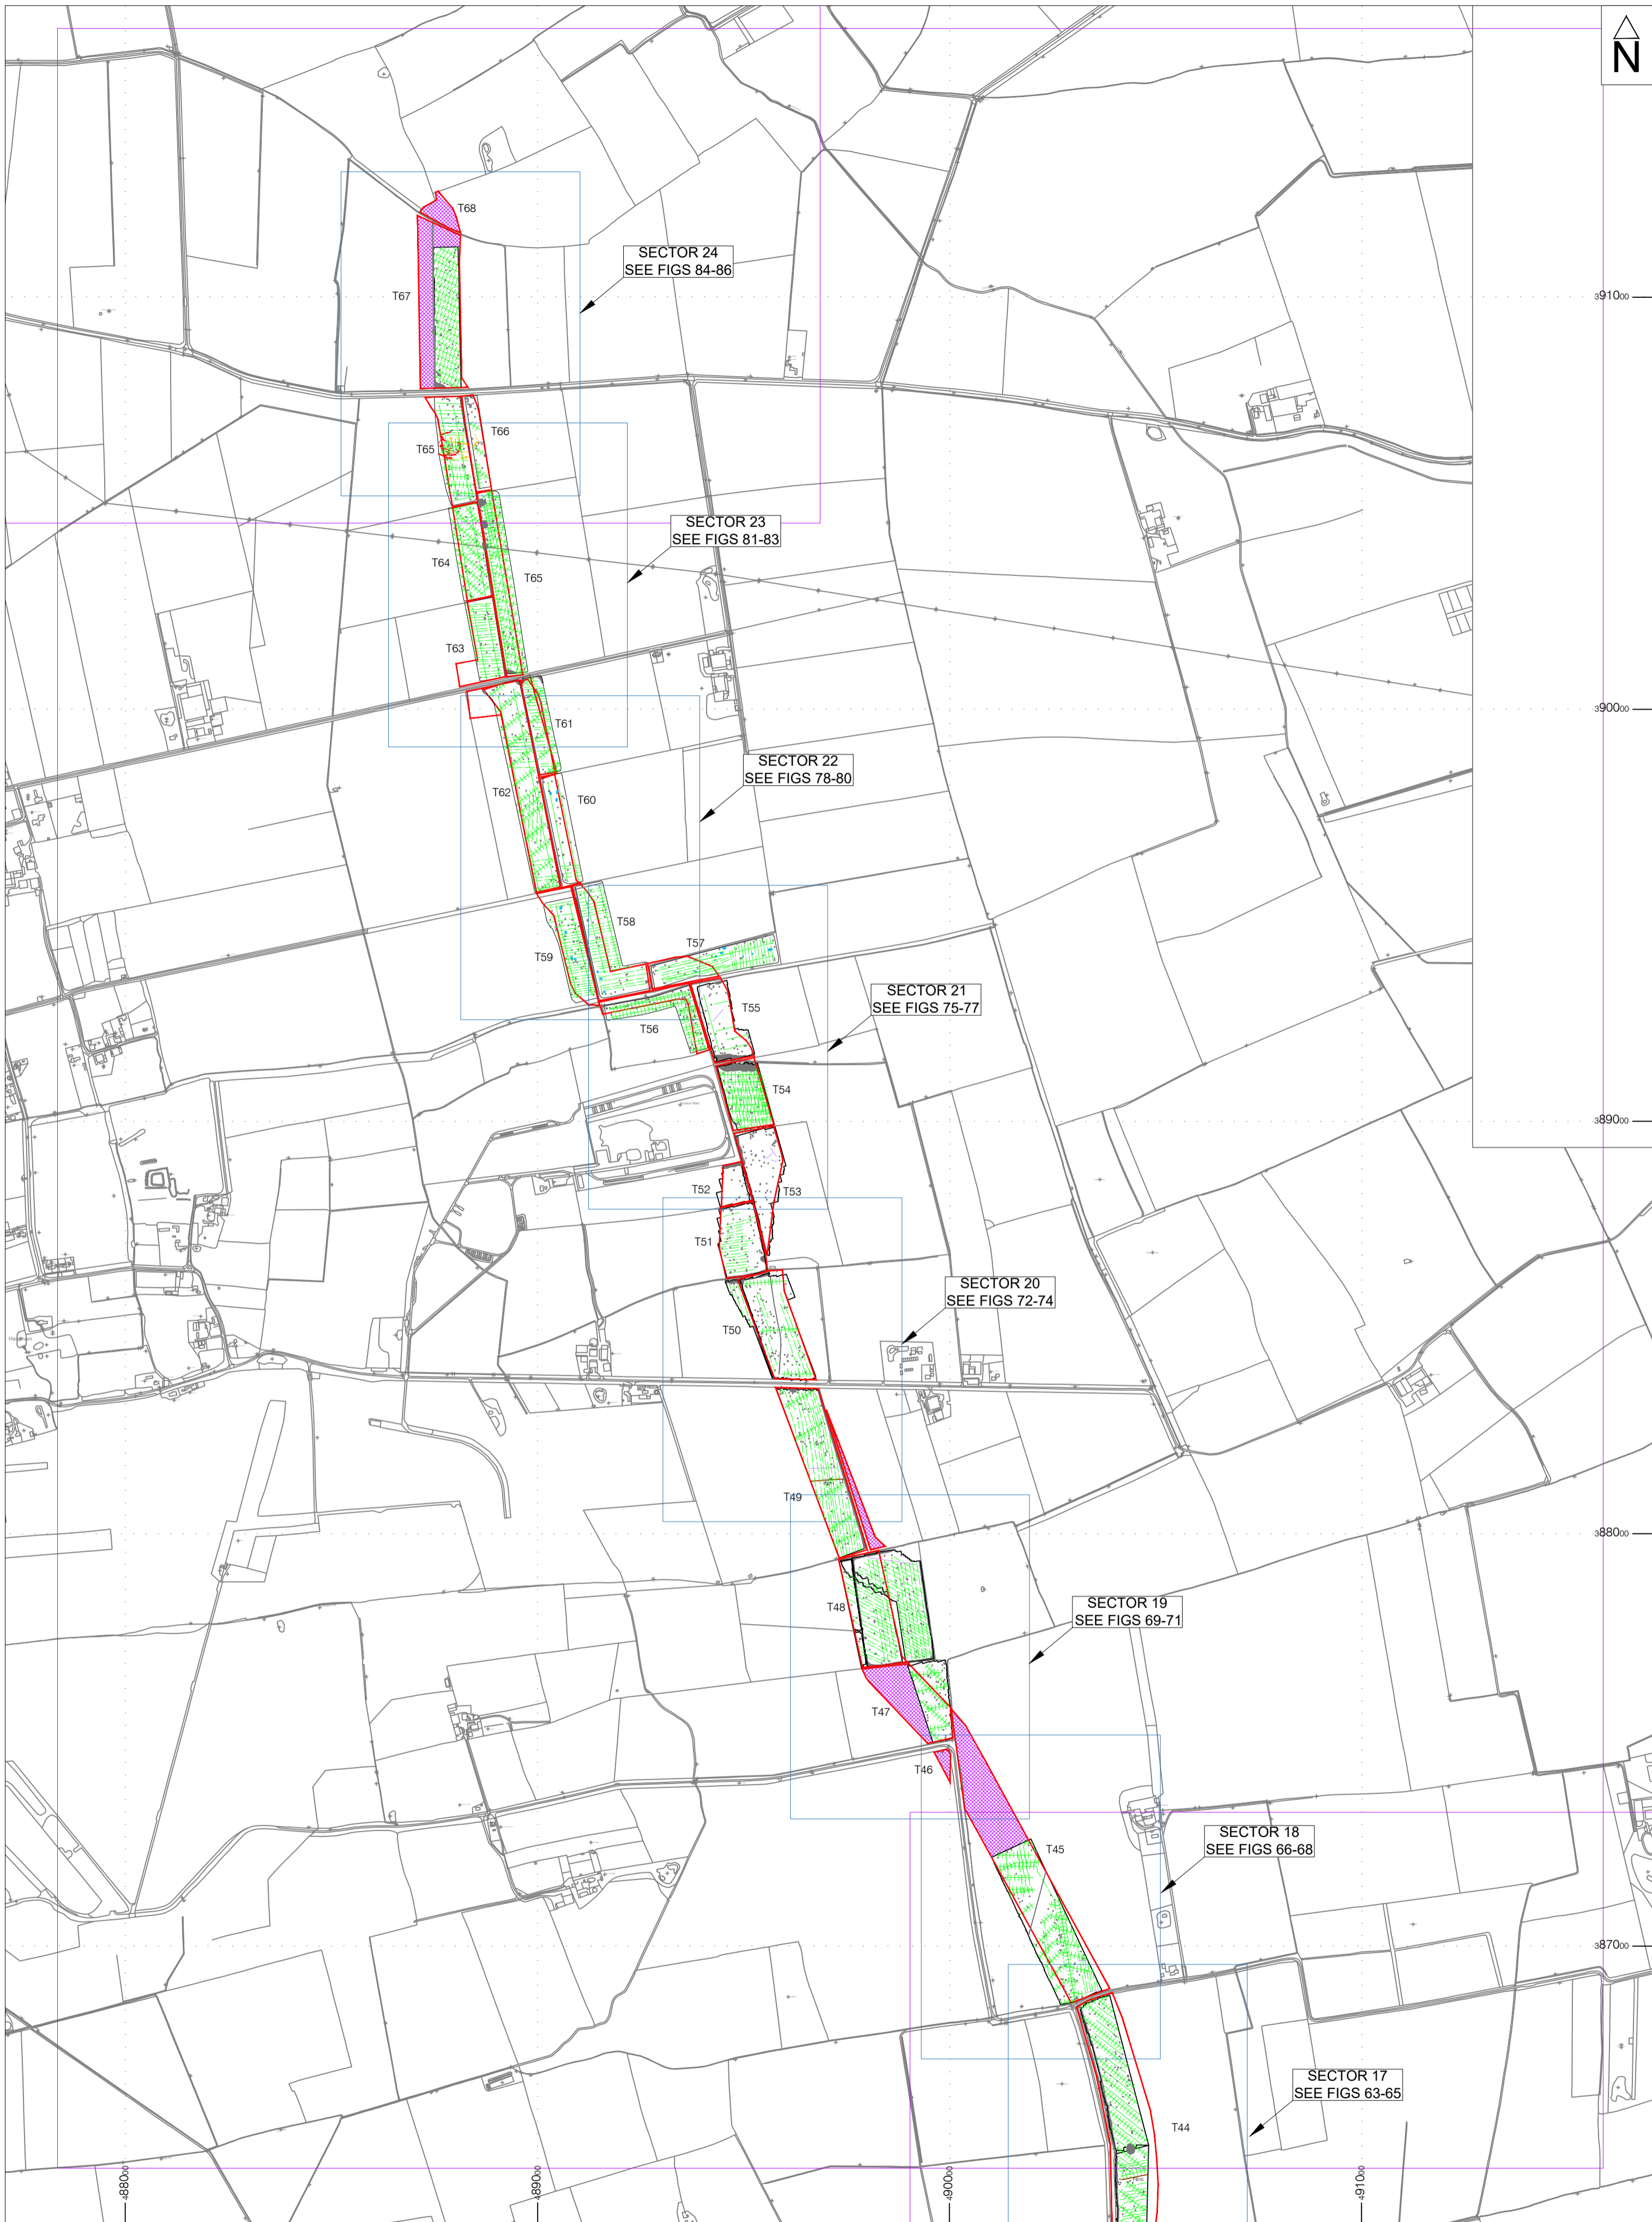 N
T68
SECTOR 24
SEE FIGS 84-86
T67
391000
T66
T65
SECTOR 23
SEE FIGS 81-83
T64
T65
T63
390000
T61
SECTOR 22
SEE FIGS 78-80
T62
T60
T58
T57
T59
SECTOR 21
SEE FIGS 75-77
T55
T56
T54
389000
T52
T53
T51
SECTOR 20
SEE FIGS 72-74
T50
T49
388000
SECTOR 19
SEE FIGS 69-71
T48
T47
T46
SECTOR 18
SEE FIGS 66-68
T45
387000
SECTOR 17
SEE FIGS 63-65
T44
488000
489000
490000
491000